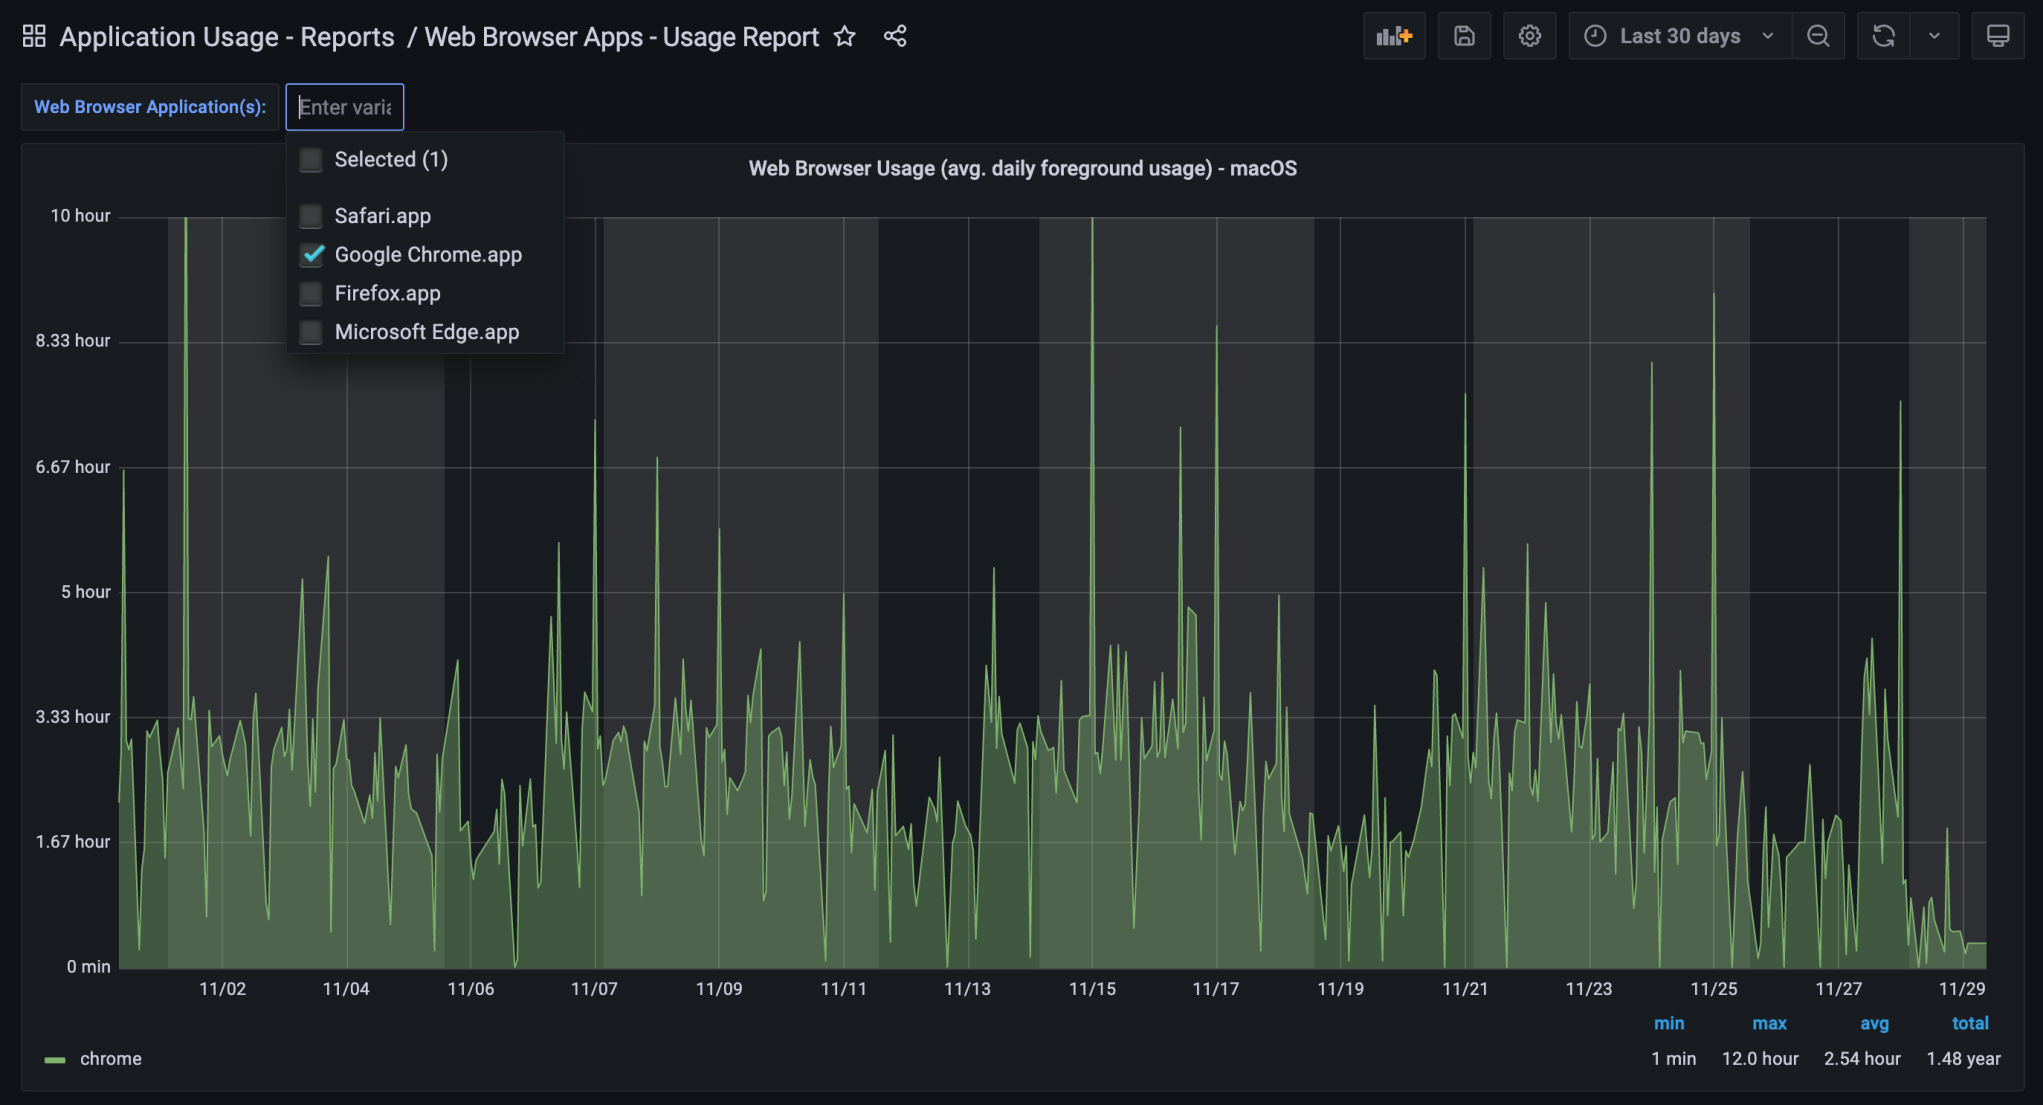 Application Usage - Reports / Web Browser Apps - Usage Report
Last 30 days
Web Browser Application(s):
Enter varia
Selected (1)
Safari.app
Google Chrome.app
Firefox.app
Microsoft Edge.app
Web Browser Usage (avg. daily foreground usage) - macOS
10 hour
8.33 hour
6.67 hour
5 hour
3.33 hour
1.67 hour
0 min
11/02 11/04 11/06 11/07 11/09 11/11 11/13 11/15 11/17 11/19 11/21 11/23 11/25 11/27 11/29
min max avg total
chrome 1 min 12.0 hour 2.54 hour 1.48 year